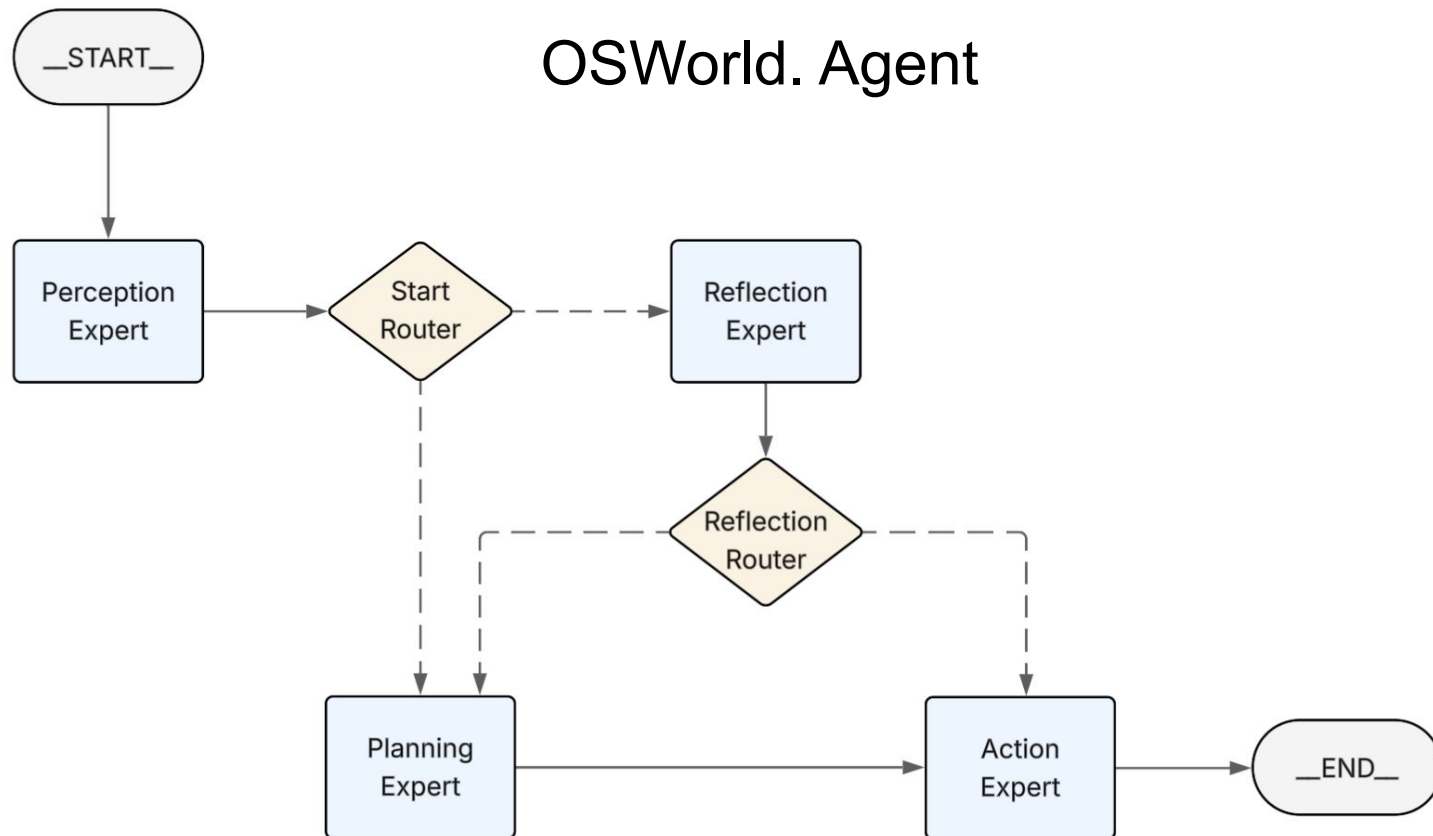 __START__
OSWorld. Agent
Perception
Expert
Start
Router
Reflection
Expert
Reflection
Router
Planning
Expert
Action
Expert
__END__